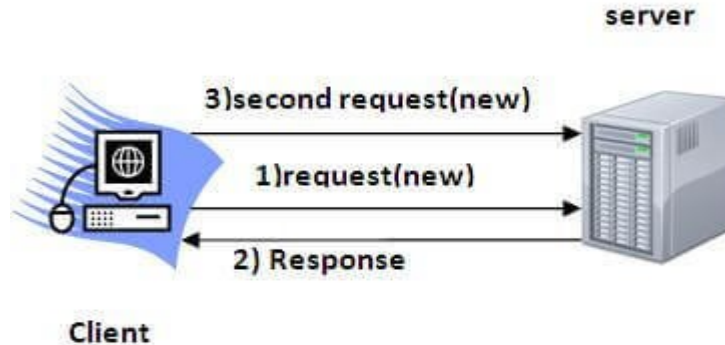 server
3)second request(new)
1)request(new)
2) Response
Client